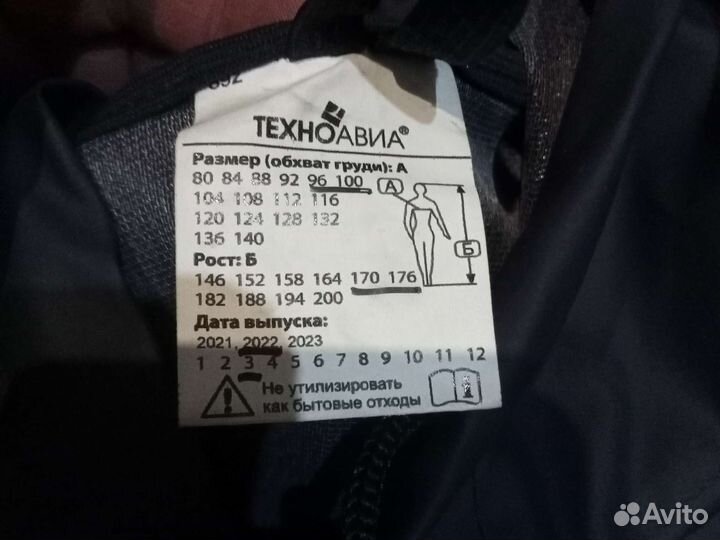 ТЕХНОАВИА®
Размер (обхват груди): А
80 84 88 92 96 100
104 108 112 116
120 124 128 132
136 140
А
Б
Рост: Б
146 152 158 164 170 176
182 188 194 200
Дата выпуска:
2021, 2022, 2023
1 2 3 4 5 6 7 8 9 10 11 12
Не утилизировать
как бытовые отходы
Avito